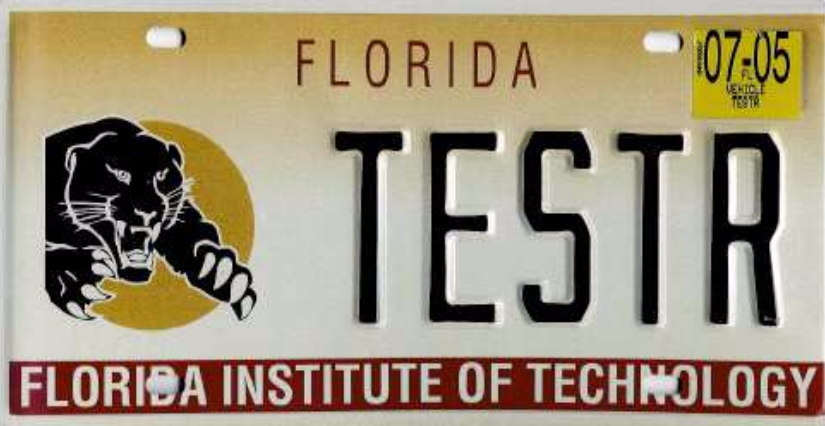 FLORIDA
07-05
FL
VEHICLE
TESTR
TESTR
FLORIDA INSTITUTE OF TECHNOLOGY